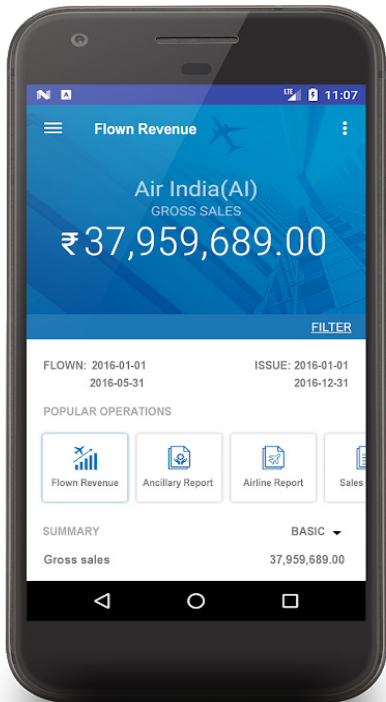 LTE 11:07
Flown Revenue
Air India(AI)
GROSS SALES
₹37,959,689.00
FILTER
FLOWN: 2016-01-01 ISSUE: 2016-01-01
2016-05-31 2016-12-31
POPULAR OPERATIONS
Flown Revenue Ancillary Report Airline Report Sales
SUMMARY BASIC
Gross sales 37,959,689.00